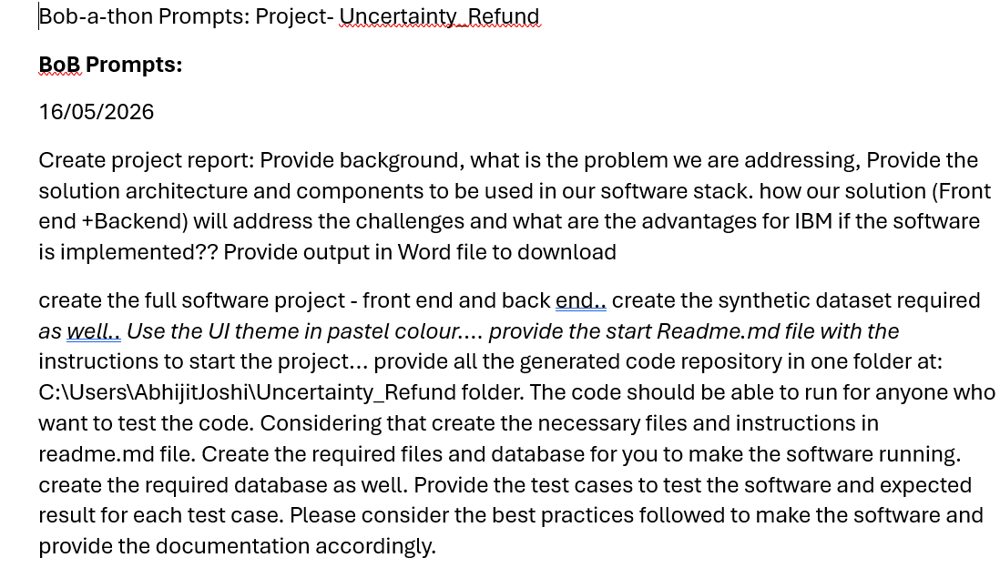 Bob-a-thon Prompts: Project- Uncertainty_Refund
BoB Prompts:
16/05/2026
Create project report: Provide background, what is the problem we are addressing, Provide the
solution architecture and components to be used in our software stack. how our solution (Front
end +Backend) will address the challenges and what are the advantages for IBM if the software
is implemented?? Provide output in Word file to download
create the full software project - front end and back end.. create the synthetic dataset required
as well.. Use the UI theme in pastel colour.... provide the start Readme.md file with the
instructions to start the project... provide all the generated code repository in one folder at:
C:\Users\AbhijitJoshi\Uncertainty_Refund folder. The code should be able to run for anyone who
want to test the code. Considering that create the necessary files and instructions in
readme.md file. Create the required files and database for you to make the software running.
create the required database as well. Provide the test cases to test the software and expected
result for each test case. Please consider the best practices followed to make the software and
provide the documentation accordingly.